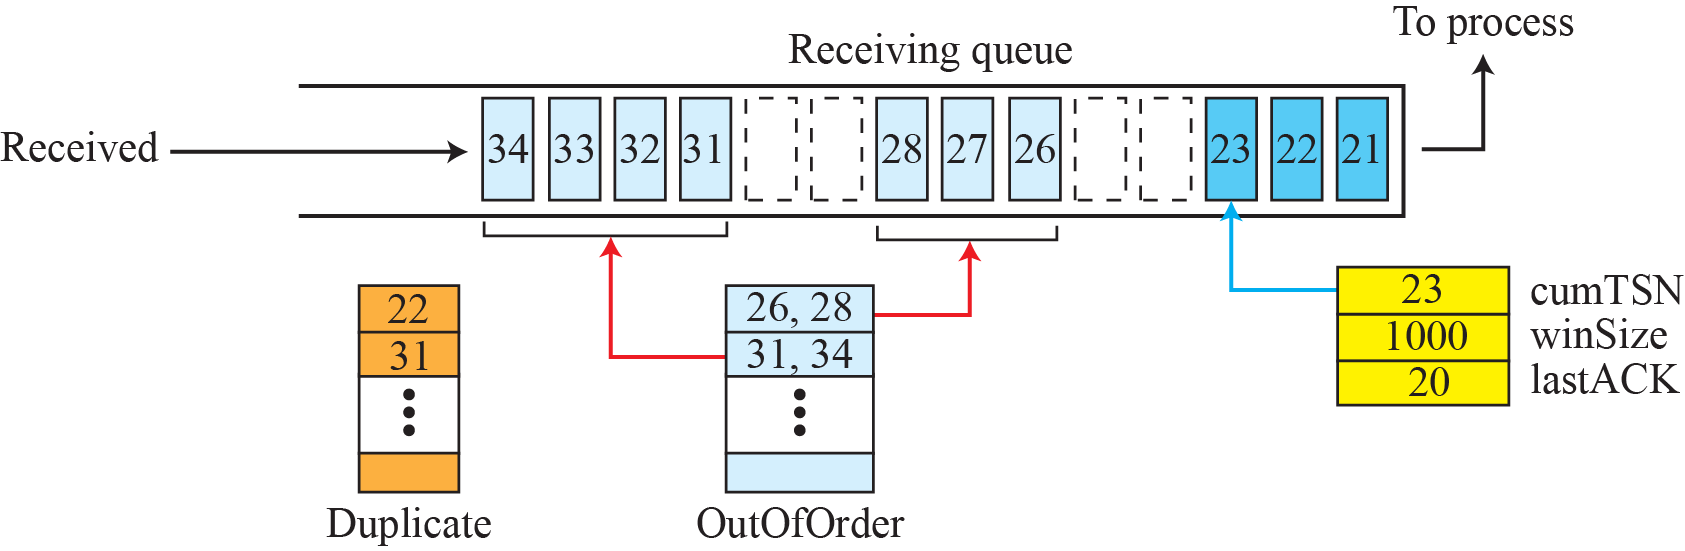 To process
Receiving queue
Received
34 33 32 31 28 27 26 23 22 21
22
31
26, 28
31, 34
23 cumTSN
1000 winSize
20 lastACK
Duplicate
OutOfOrder